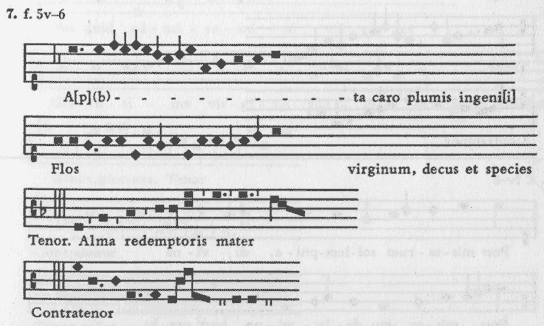 7. f. 5v–6
A[p](b) - - - - ta caro plumis ingeni[i]
Flos virginum, decus et species
Tenor. Alma redemptoris mater
Contratenor